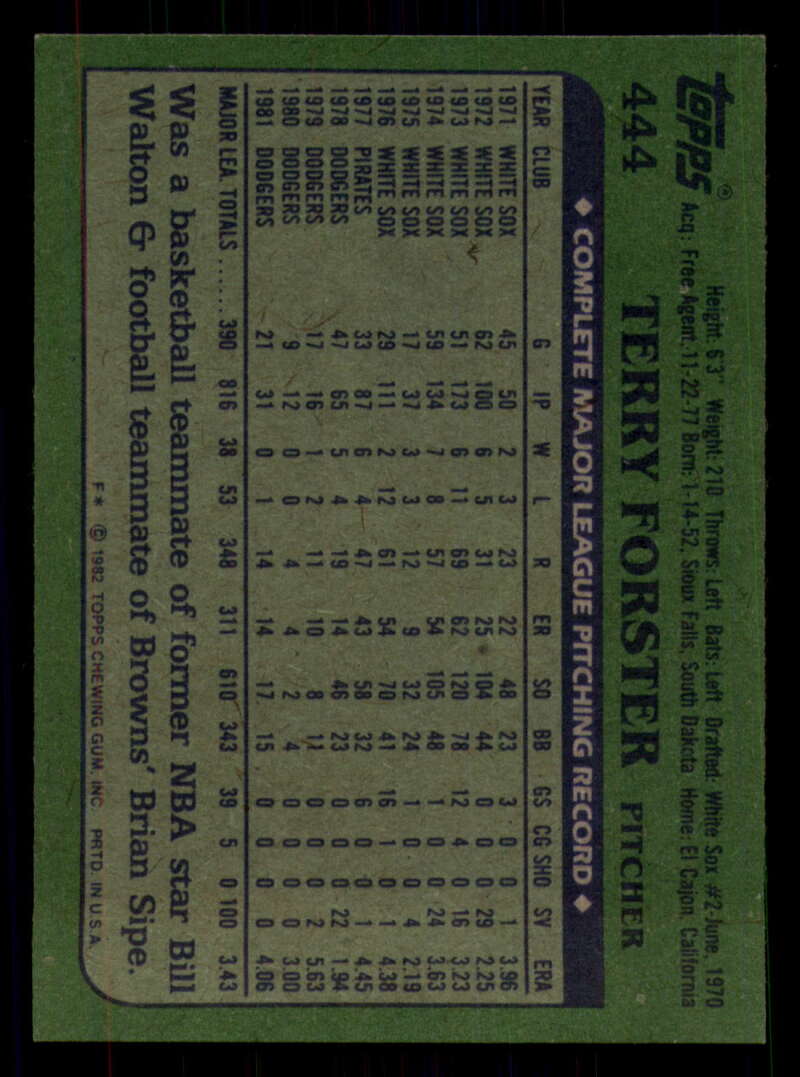 Topps®
Height: 6'3" Weight: 210 Throws: Left Bats: Left Drafted: White Sox #2-June, 1970
Acq: Free Agent, 11-22-77 Born: 1-14-52, Sioux Falls, South Dakota Home: El Cajon, California
444 TERRY FORSTER PITCHER
◆ COMPLETE MAJOR LEAGUE PITCHING RECORD ◆
YEAR CLUB G IP W L R ER SO BB GS CG SHO SV ERA
1971 WHITE SOX 45 50 2 3 23 22 48 23 3 0 0 1 3.96
1972 WHITE SOX 62 100 6 5 31 25 104 44 0 0 0 29 2.25
1973 WHITE SOX 51 173 6 11 69 62 120 78 12 4 0 16 3.23
1974 WHITE SOX 59 134 7 8 57 54 105 48 1 0 0 24 3.63
1975 WHITE SOX 17 37 3 3 12 9 32 24 1 0 0 4 2.19
1976 WHITE SOX 29 111 2 12 61 54 70 41 16 1 0 1 4.38
1977 PIRATES 33 87 6 4 47 43 58 32 6 0 0 1 4.45
1978 DODGERS 47 65 5 4 19 14 46 23 0 0 0 22 1.94
1979 DODGERS 17 16 1 2 11 10 8 11 0 0 0 2 5.63
1980 DODGERS 9 12 0 0 4 4 2 4 0 0 0 0 3.00
1981 DODGERS 21 31 0 1 14 14 17 15 0 0 0 0 4.06
MAJOR LEA. TOTALS ...... 390 816 38 53 348 311 610 343 39 5 0 100 3.43
Was a basketball teammate of former NBA star Bill
Walton & football teammate of Browns' Brian Sipe.
F* © 1982 TOPPS CHEWING GUM, INC. PRTD. IN U.S.A.